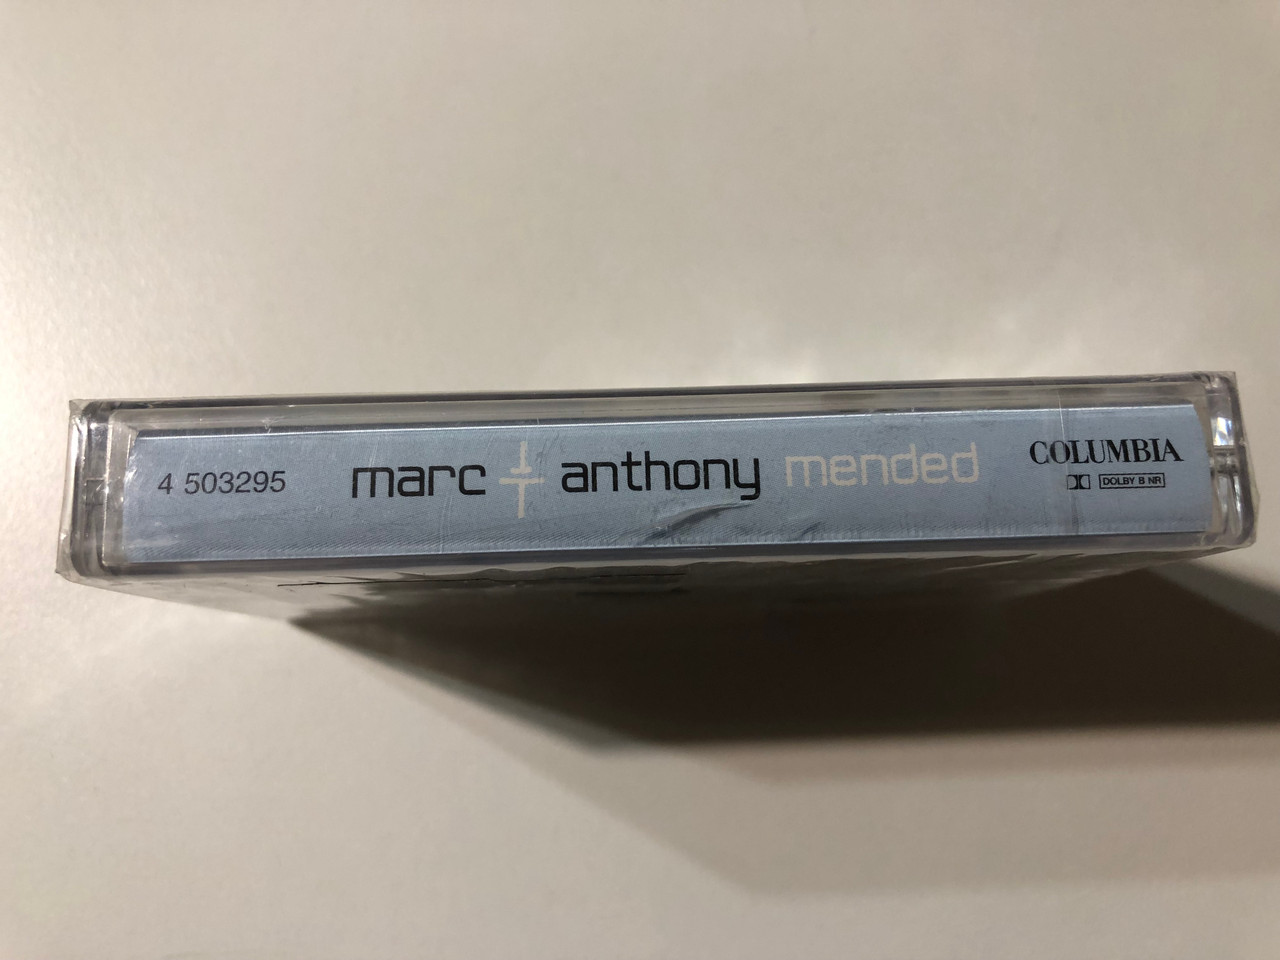 4 503295 marc anthony mended COLUMBIA
DOLBY B NR